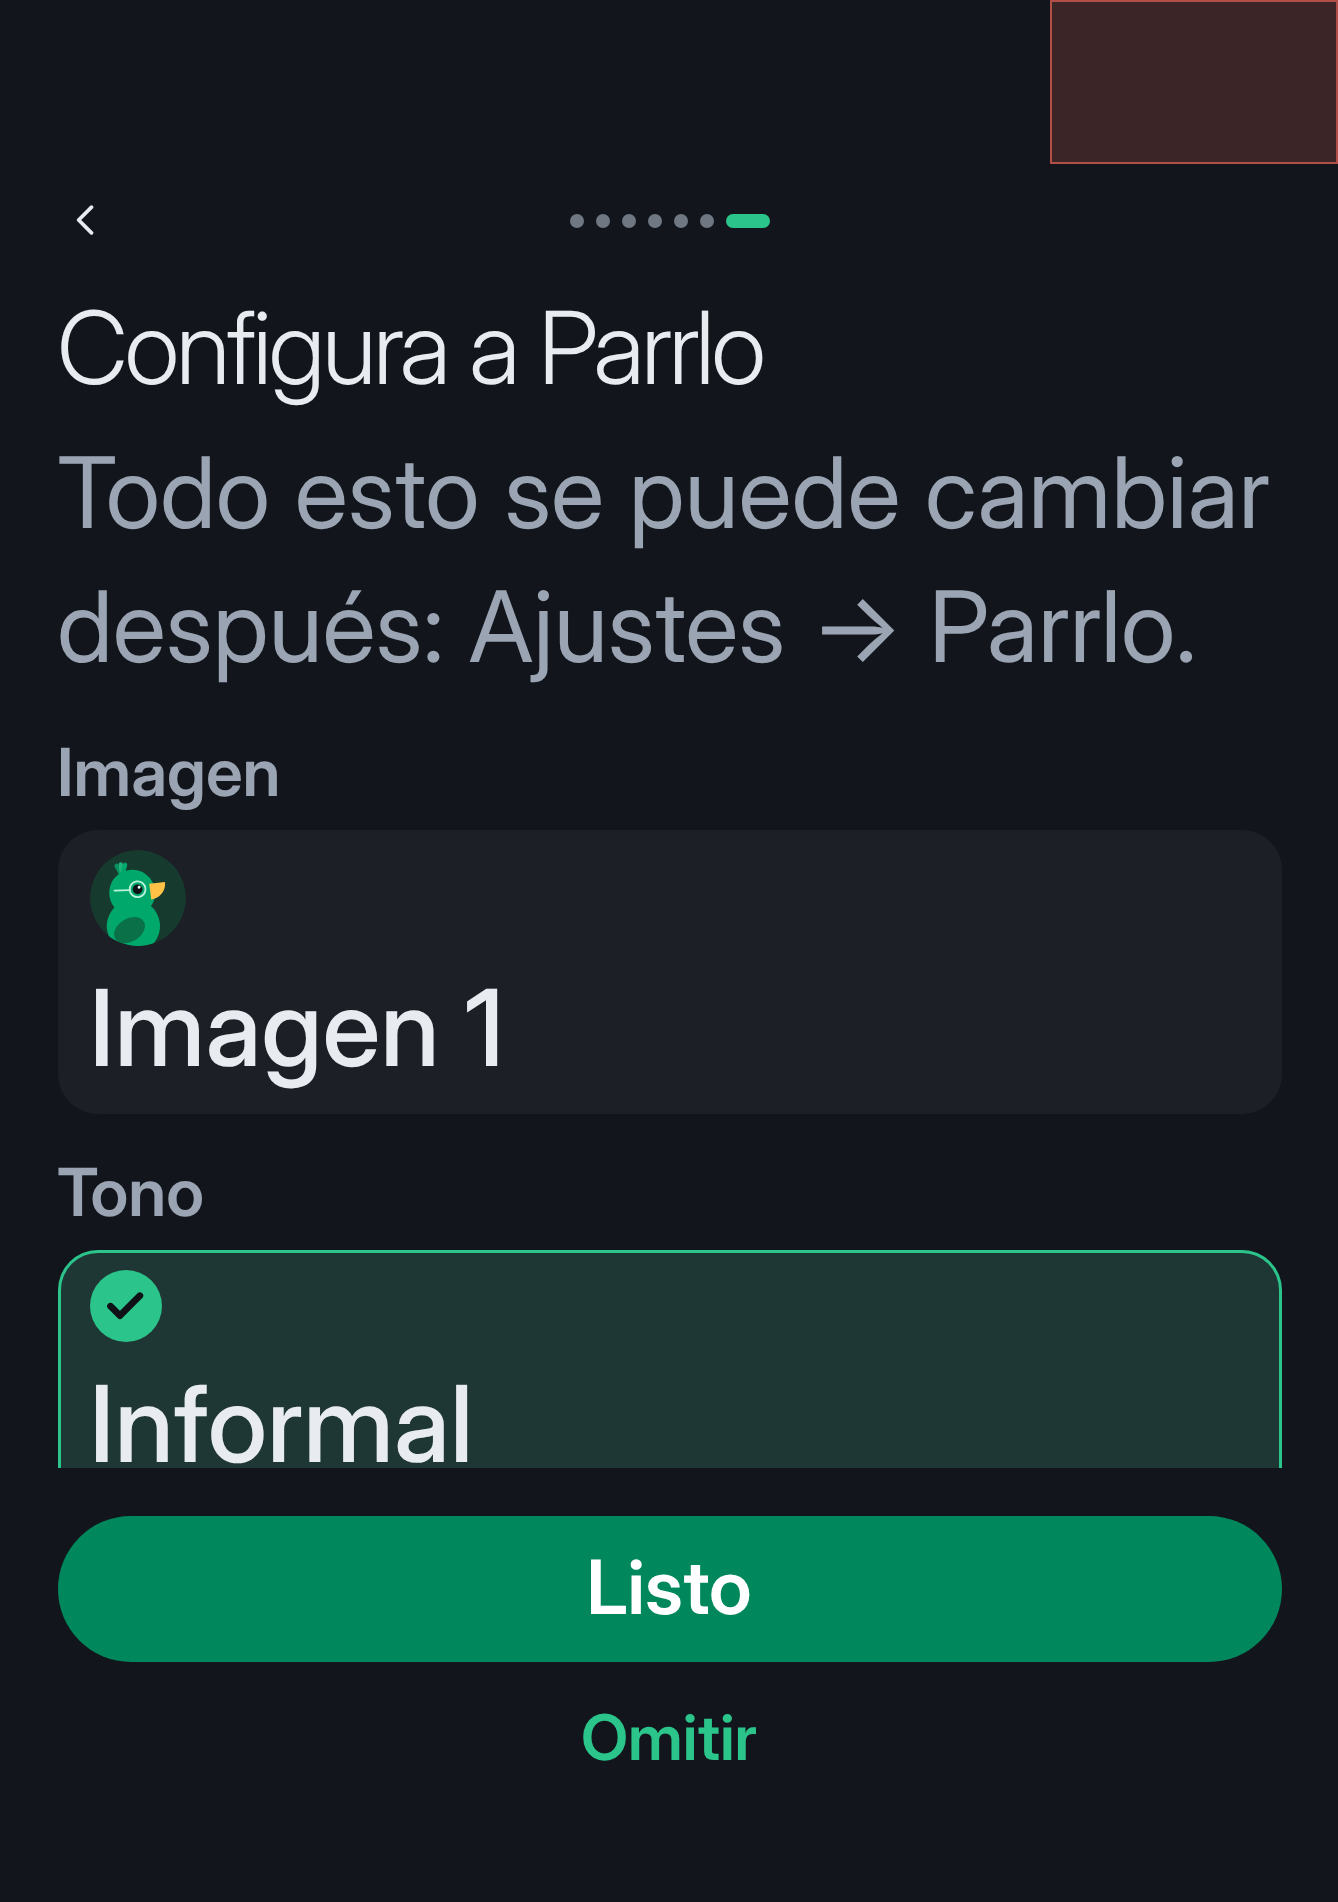 Configura a Parrlo
Todo esto se puede cambiar
después: Ajustes → Parrlo.
Imagen
Imagen 1
Tono
Informal
Listo
Omitir